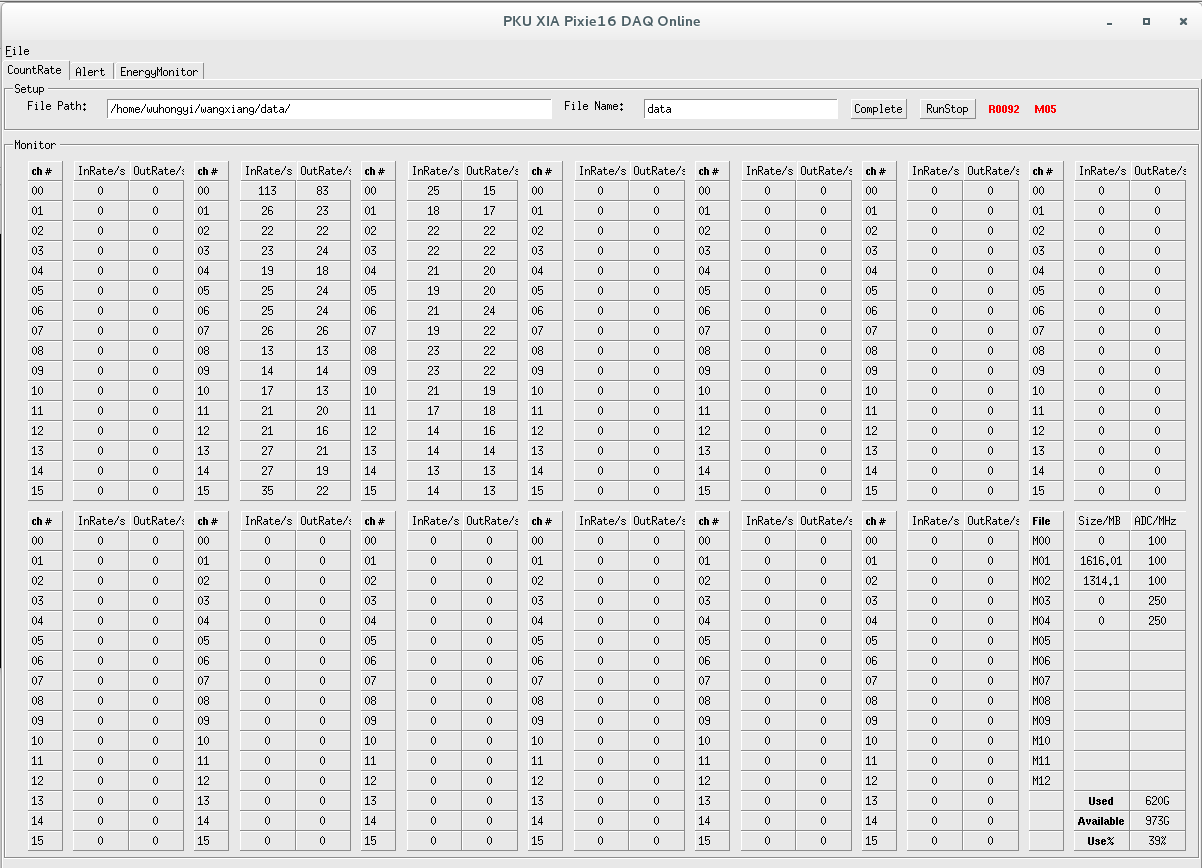 PKU XIA Pixie16 DAQ Online
File
CountRate Alert EnergyMonitor
Setup
File Path: /home/wuhongyi/wangxiang/data/ File Name: data Complete RunStop R0092 M05
Monitor
ch # InRate/s OutRate/s ch # InRate/s OutRate/s ch # InRate/s OutRate/s ch # InRate/s OutRate/s ch # InRate/s OutRate/s ch # InRate/s OutRate/s ch # InRate/s OutRate/s
00 0 0 00 113 83 00 25 15 00 0 0 00 0 0 00 0 0 00 0 0
01 0 0 01 26 23 01 18 17 01 0 0 01 0 0 01 0 0 01 0 0
02 0 0 02 22 22 02 22 22 02 0 0 02 0 0 02 0 0 02 0 0
03 0 0 03 23 24 03 22 22 03 0 0 03 0 0 03 0 0 03 0 0
04 0 0 04 19 18 04 21 20 04 0 0 04 0 0 04 0 0 04 0 0
05 0 0 05 25 24 05 19 20 05 0 0 05 0 0 05 0 0 05 0 0
06 0 0 06 25 24 06 21 24 06 0 0 06 0 0 06 0 0 06 0 0
07 0 0 07 26 26 07 19 22 07 0 0 07 0 0 07 0 0 07 0 0
08 0 0 08 13 13 08 23 22 08 0 0 08 0 0 08 0 0 08 0 0
09 0 0 09 14 14 09 23 22 09 0 0 09 0 0 09 0 0 09 0 0
10 0 0 10 17 13 10 21 19 10 0 0 10 0 0 10 0 0 10 0 0
11 0 0 11 21 20 11 17 18 11 0 0 11 0 0 11 0 0 11 0 0
12 0 0 12 21 16 12 14 16 12 0 0 12 0 0 12 0 0 12 0 0
13 0 0 13 27 21 13 14 14 13 0 0 13 0 0 13 0 0 13 0 0
14 0 0 14 27 19 14 13 13 14 0 0 14 0 0 14 0 0 14 0 0
15 0 0 15 35 22 15 14 13 15 0 0 15 0 0 15 0 0 15 0 0
ch # InRate/s OutRate/s ch # InRate/s OutRate/s ch # InRate/s OutRate/s ch # InRate/s OutRate/s ch # InRate/s OutRate/s ch # InRate/s OutRate/s File Size/MB ADC/MHz
00 0 0 00 0 0 00 0 0 00 0 0 00 0 0 00 0 0 M00 0 100
01 0 0 01 0 0 01 0 0 01 0 0 01 0 0 01 0 0 M01 1616.01 100
02 0 0 02 0 0 02 0 0 02 0 0 02 0 0 02 0 0 M02 1314.1 100
03 0 0 03 0 0 03 0 0 03 0 0 03 0 0 03 0 0 M03 0 250
04 0 0 04 0 0 04 0 0 04 0 0 04 0 0 04 0 0 M04 0 250
05 0 0 05 0 0 05 0 0 05 0 0 05 0 0 05 0 0 M05
06 0 0 06 0 0 06 0 0 06 0 0 06 0 0 06 0 0 M06
07 0 0 07 0 0 07 0 0 07 0 0 07 0 0 07 0 0 M07
08 0 0 08 0 0 08 0 0 08 0 0 08 0 0 08 0 0 M08
09 0 0 09 0 0 09 0 0 09 0 0 09 0 0 09 0 0 M09
10 0 0 10 0 0 10 0 0 10 0 0 10 0 0 10 0 0 M10
11 0 0 11 0 0 11 0 0 11 0 0 11 0 0 11 0 0 M11
12 0 0 12 0 0 12 0 0 12 0 0 12 0 0 12 0 0 M12
13 0 0 13 0 0 13 0 0 13 0 0 13 0 0 13 0 0 Used 620G
14 0 0 14 0 0 14 0 0 14 0 0 14 0 0 14 0 0 Available 973G
15 0 0 15 0 0 15 0 0 15 0 0 15 0 0 15 0 0 Use% 39%